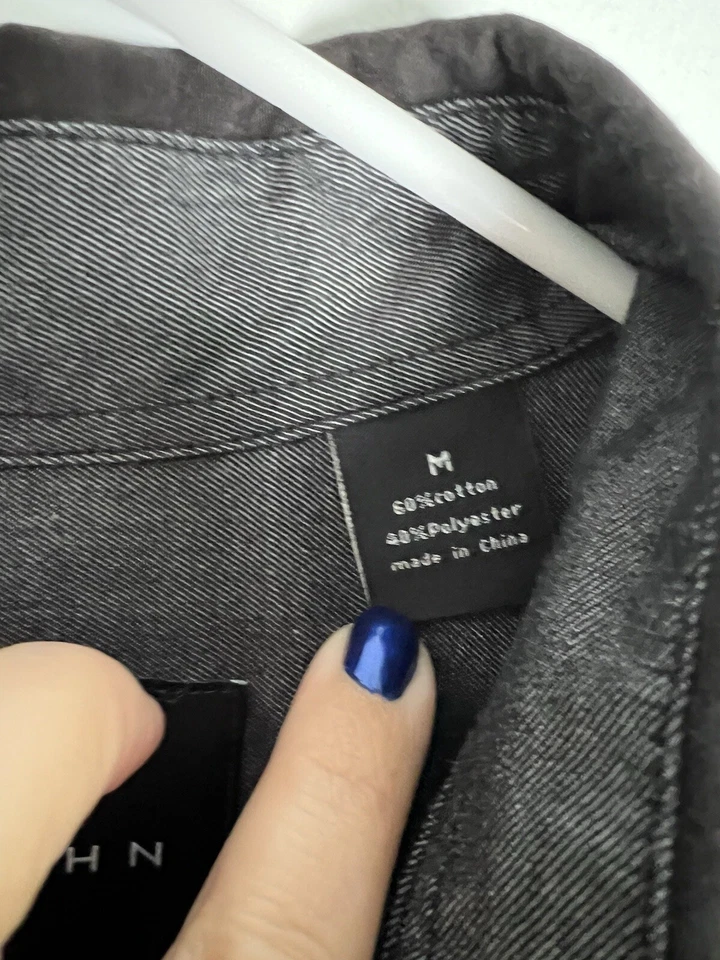 M
60%cotton
40%Polyester
made in China
HN